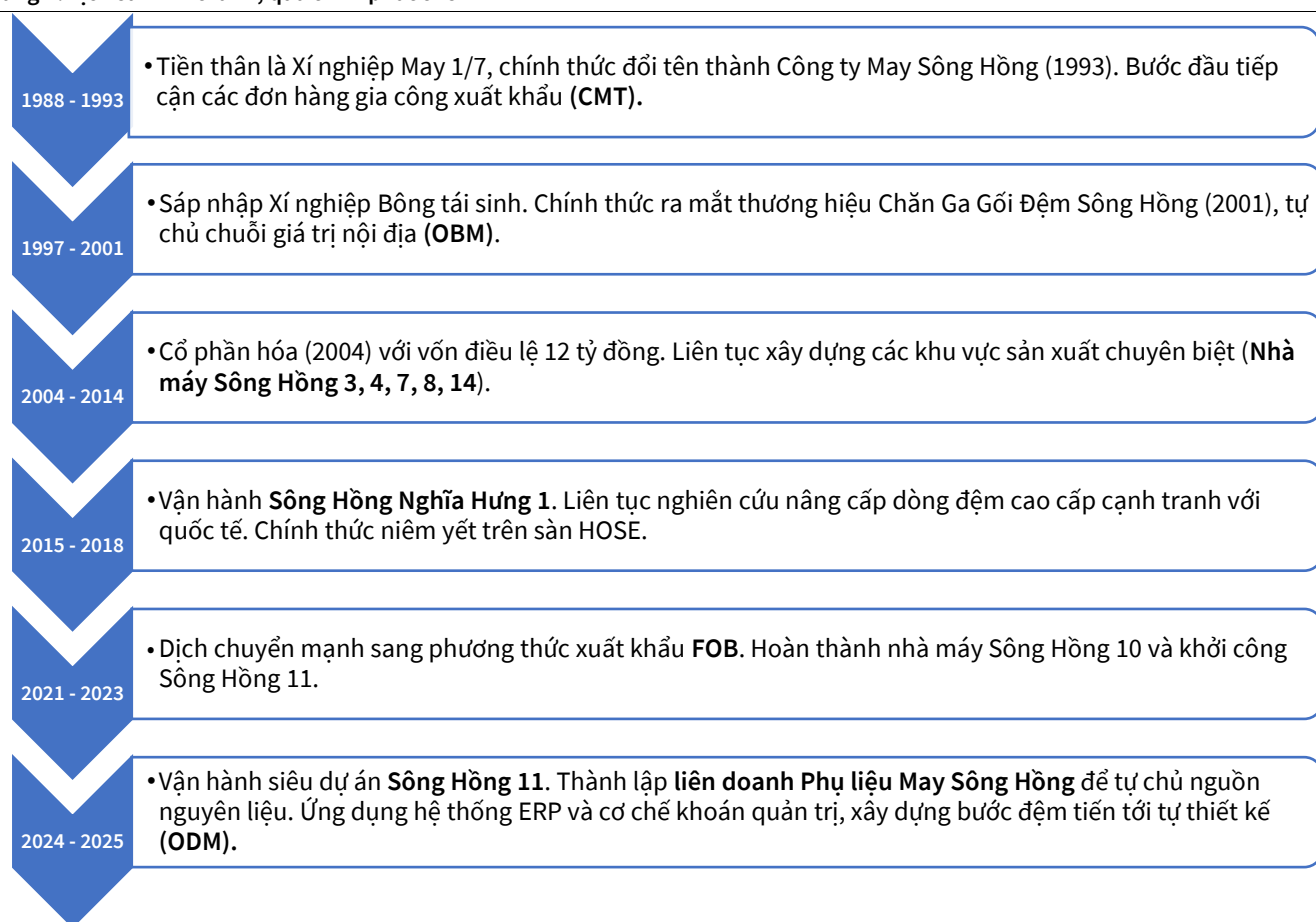 1988 - 1993
• Tiền thân là Xí nghiệp May 1/7, chính thức đổi tên thành Công ty May Sông Hồng (1993). Bước đầu tiếp
cận các đơn hàng gia công xuất khẩu (CMT).
1997 - 2001
• Sáp nhập Xí nghiệp Bông tái sinh. Chính thức ra mắt thương hiệu Chăn Ga Gối Đệm Sông Hồng (2001), tự
chủ chuỗi giá trị nội địa (OBM).
2004 - 2014
• Cổ phần hóa (2004) với vốn điều lệ 12 tỷ đồng. Liên tục xây dựng các khu vực sản xuất chuyên biệt (Nhà
máy Sông Hồng 3, 4, 7, 8, 14).
2015 - 2018
• Vận hành Sông Hồng Nghĩa Hưng 1. Liên tục nghiên cứu nâng cấp dòng đệm cao cấp cạnh tranh với
quốc tế. Chính thức niêm yết trên sàn HOSE.
2021 - 2023
• Dịch chuyển mạnh sang phương thức xuất khẩu FOB. Hoàn thành nhà máy Sông Hồng 10 và khởi công
Sông Hồng 11.
2024 - 2025
• Vận hành siêu dự án Sông Hồng 11. Thành lập liên doanh Phụ liệu May Sông Hồng để tự chủ nguồn
nguyên liệu. Ứng dụng hệ thống ERP và cơ chế khoán quản trị, xây dựng bước đệm tiến tới tự thiết kế
(ODM).